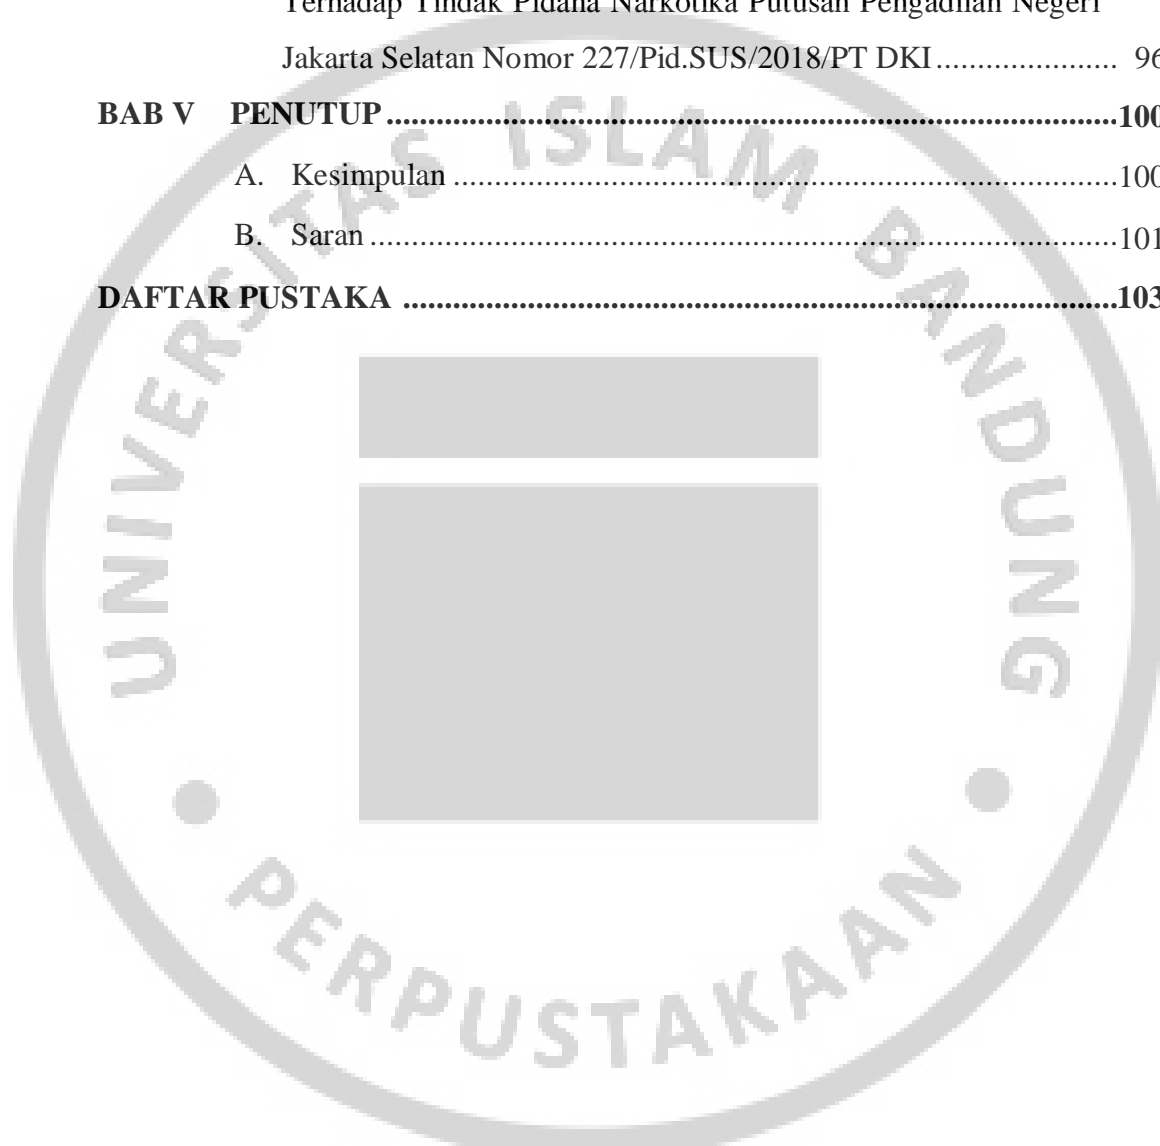 Terhadap Tindak Pidana Narkotika Putusan Pengadilan Negeri
Jakarta Selatan Nomor 227/Pid.SUS/2018/PT DKI..................... 96
BAB V PENUTUP.........................................................................................100
A. Kesimpulan ................................................................................100
B. Saran ..........................................................................................101
DAFTAR PUSTAKA ......................................................................................103
UNIVERSITAS ISLAM BANDUNG
PERPUSTAKAAN